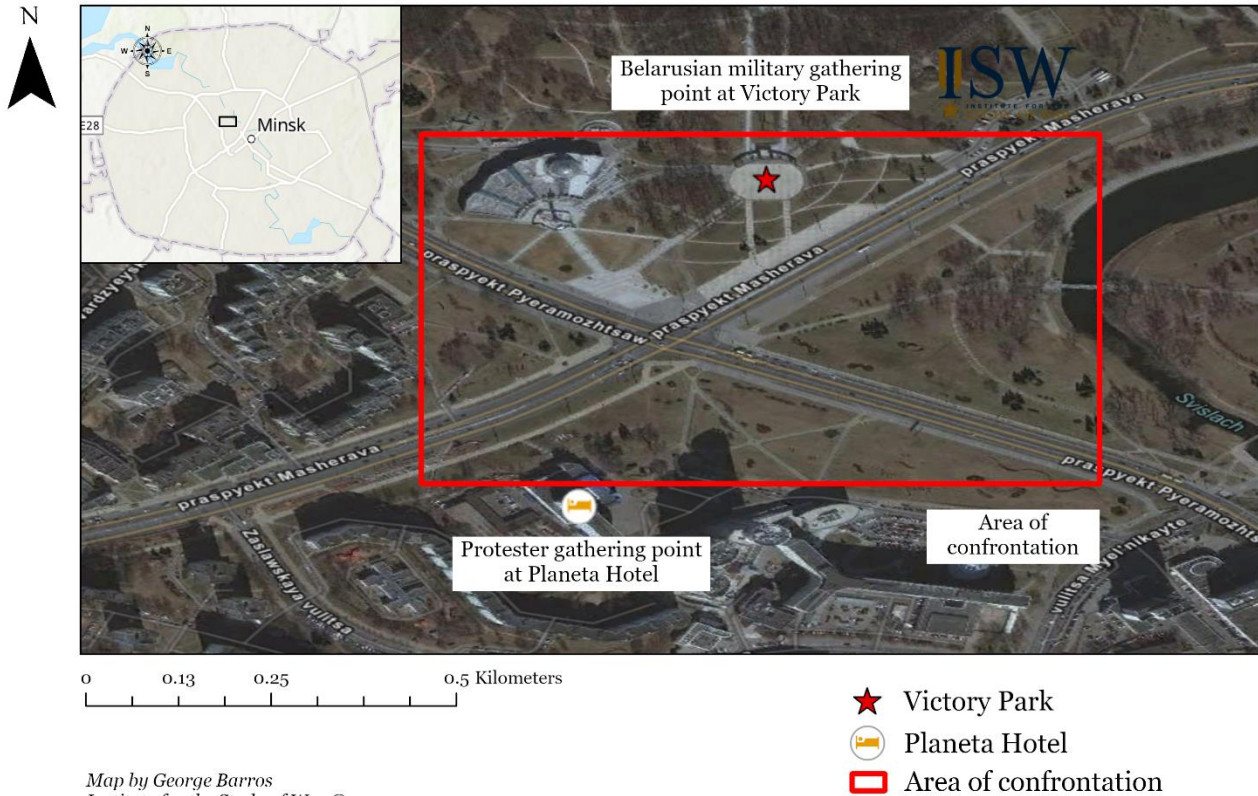 N
N
W
E
S
E28
Minsk
Belarusian military gathering
point at Victory Park
ISW
praspyekt Masherava
praspyekt Pyeramozhtsaw
praspyekt Masherava
praspyekt Masherava
Svislach
praspyekt
Zaslawskaya vulitsa
vulitsa Myel'nikayte
Protester gathering point
at Planeta Hotel
Area of
confrontation
0 0.13 0.25 0.5 Kilometers
Victory Park
Planeta Hotel
Area of confrontation
Map by George Barros